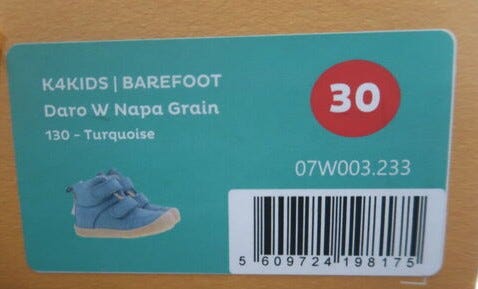 K4KIDS | BAREFOOT
Daro W Napa Grain
130 - Turquoise
30
07W003.233
5 609724 198175